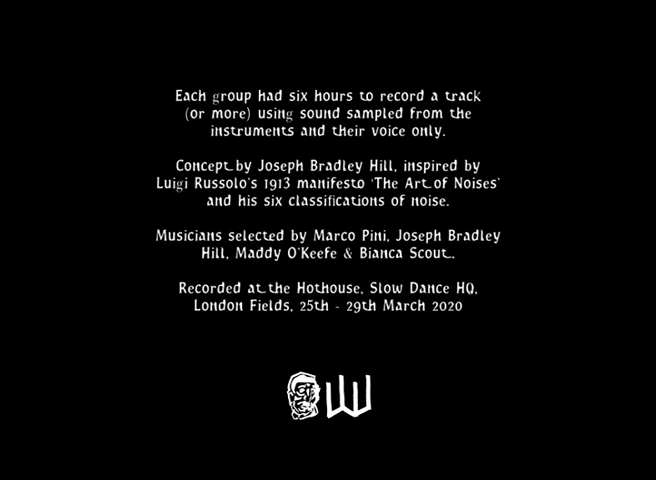 Each group had six hours to record a track
(or more) using sound sampled from the
instruments and their voice only.
Concept by Joseph Bradley Hill, inspired by
Luigi Russolo's 1913 manifesto 'The Art of Noises'
and his six classifications of noise.
Musicians selected by Marco Pini, Joseph Bradley
Hill, Maddy O'Keefe & Bianca Scout.
Recorded at the Hothouse, Slow Dance HQ,
London Fields, 25th - 29th March 2020
W